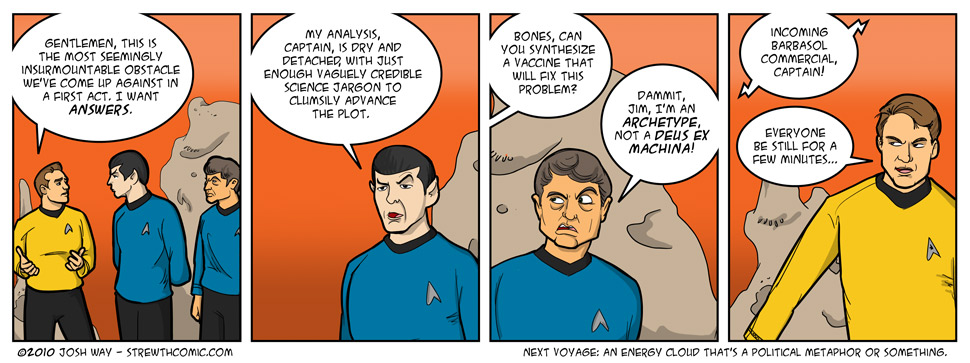 GENTLEMEN, THIS IS
THE MOST SEEMINGLY
INSURMOUNTABLE OBSTACLE
WE'VE COME UP AGAINST IN
A FIRST ACT. I WANT
ANSWERS.
MY ANALYSIS,
CAPTAIN, IS DRY AND
DETACHED, WITH JUST
ENOUGH VAGUELY CREDIBLE
SCIENCE JARGON TO
CLUMSILY ADVANCE
THE PLOT.
BONES, CAN
YOU SYNTHESIZE
A VACCINE THAT
WILL FIX THIS
PROBLEM?
DAMMIT,
JIM, I'M AN
ARCHETYPE,
NOT A DEUS EX
MACHINA!
INCOMING
BARBASOL
COMMERCIAL,
CAPTAIN!
EVERYONE
BE STILL FOR A
FEW MINUTES...
©2010 JOSH WAY – STREWTHCOMIC.COM
NEXT VOYAGE: AN ENERGY CLOUD THAT'S A POLITICAL METAPHOR OR SOMETHING.